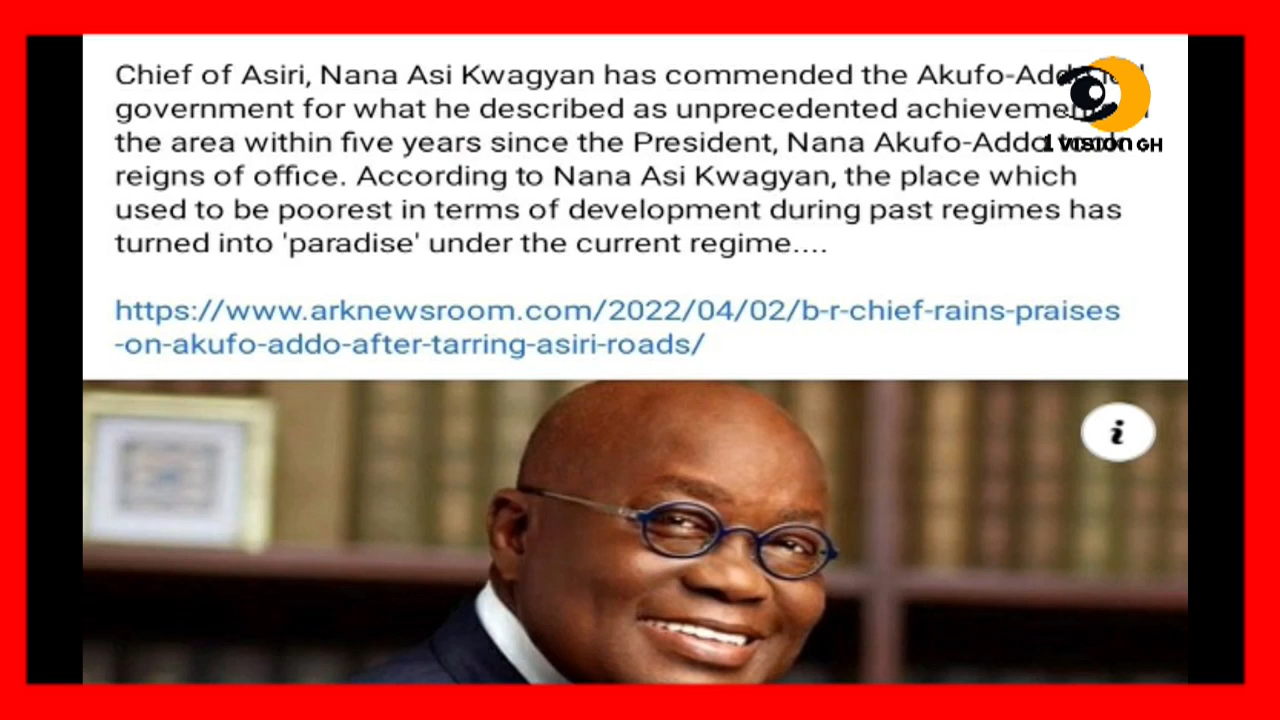 Chief of Asiri, Nana Asi Kwagyan has commended the
government for what he described as unprecedented
the area within five years since the President, Nana Akufo-Addo
reigns of office. According to Nana Asi Kwagyan, the place which
used to be poorest in terms of development during past regimes has
turned into 'paradise' under the current regime....
https://www.arknewsroom.com/2022/04/02/b-r-chief-rains-praises
-on-akufo-addo-after-tarring-asiri-roads/
1 VISION GH
i